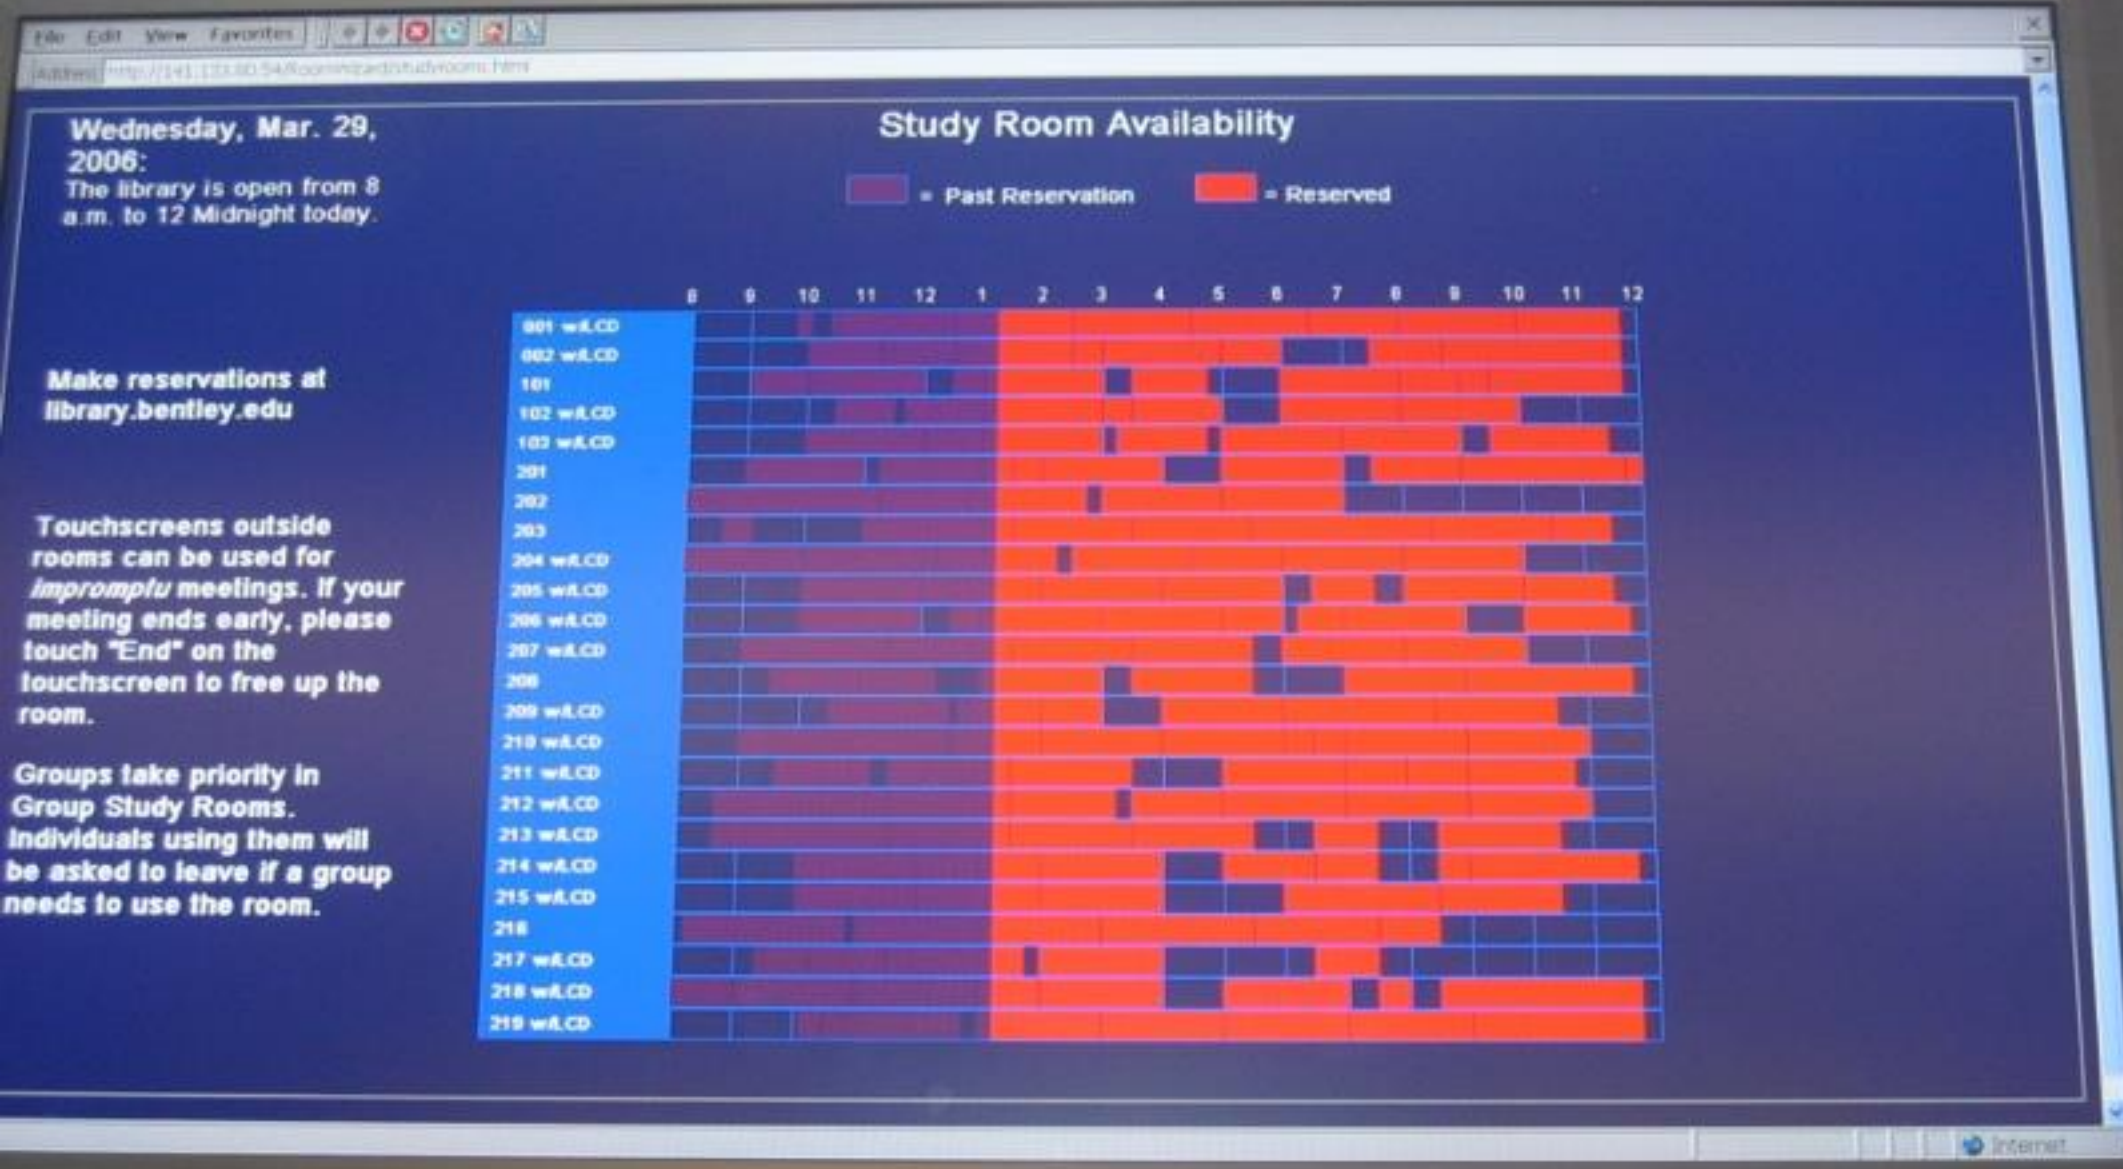 File Edit View Favorites
Address
Wednesday, Mar. 29,
2006:
The library is open from 8
a.m. to 12 Midnight today.
Study Room Availability
= Past Reservation
= Reserved
8 9 10 11 12 1 2 3 4 5 6 7 8 9 10 11 12
001 w/LCD
002 w/LCD
101
102 w/LCD
103 w/LCD
201
202
203
204 w/LCD
205 w/LCD
206 w/LCD
207 w/LCD
208
209 w/LCD
210 w/LCD
211 w/LCD
212 w/LCD
213 w/LCD
214 w/LCD
215 w/LCD
216
217 w/LCD
218 w/LCD
219 w/LCD
Make reservations at
library.bentley.edu
Touchscreens outside
rooms can be used for
impromptu meetings. If your
meeting ends early, please
touch "End" on the
touchscreen to free up the
room.
Groups take priority in
Group Study Rooms.
Individuals using them will
be asked to leave if a group
needs to use the room.
Internet